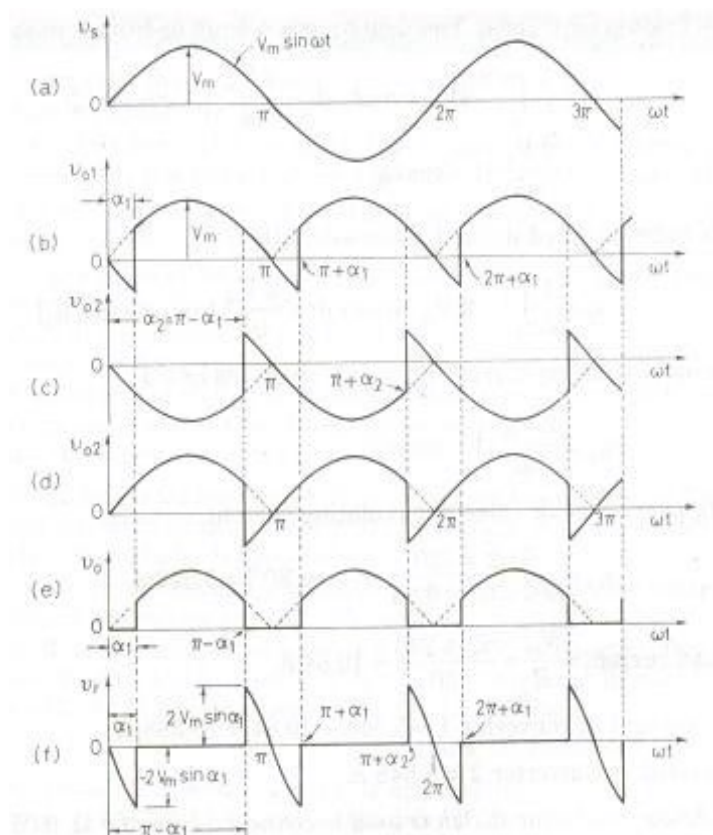 υs
Vm sin ωt
(a)
Vm
0
π
2π
3π
ωt
υo1
α1
(b)
Vm
0
π
π+α1
2π+α1
ωt
υo2
α2=π-α1
0
π
π+α2
ωt
(c)
υo2
(d)
0
π
2π
3π
ωt
υo
(e)
0
α1
π-α1
ωt
υr
α1
2 Vm sin α1
π+α1
2π+α1
(f)
0
π
π+α2
2π
ωt
-2 Vm sin α1
π-α1